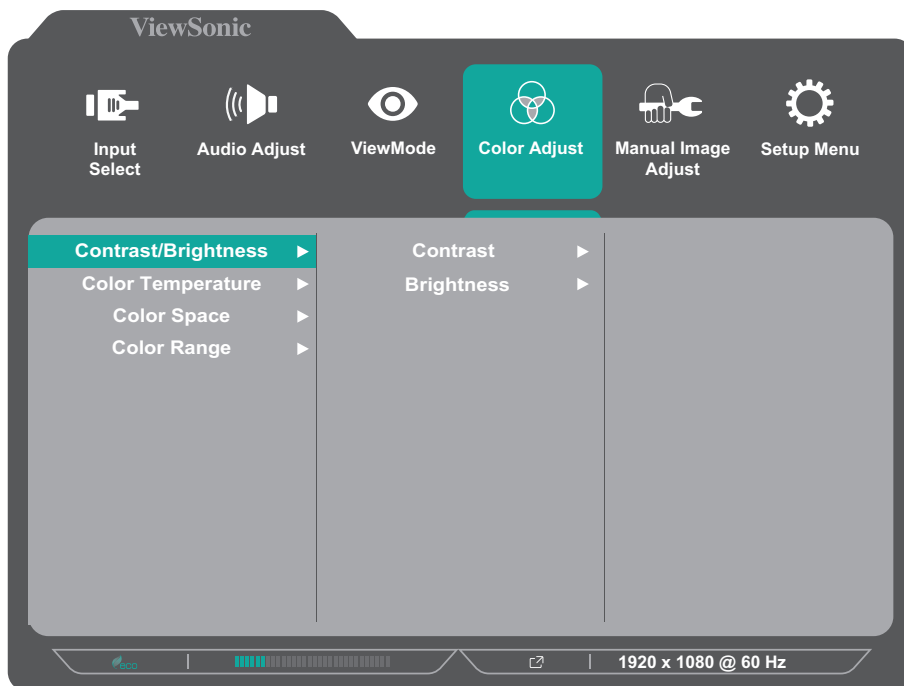 ViewSonic
Input
Select
Audio Adjust
ViewMode
Color Adjust
Manual Image
Adjust
Setup Menu
Contrast/Brightness
Color Temperature
Color Space
Color Range
Contrast
Brightness
eco
1920 x 1080 @ 60 Hz